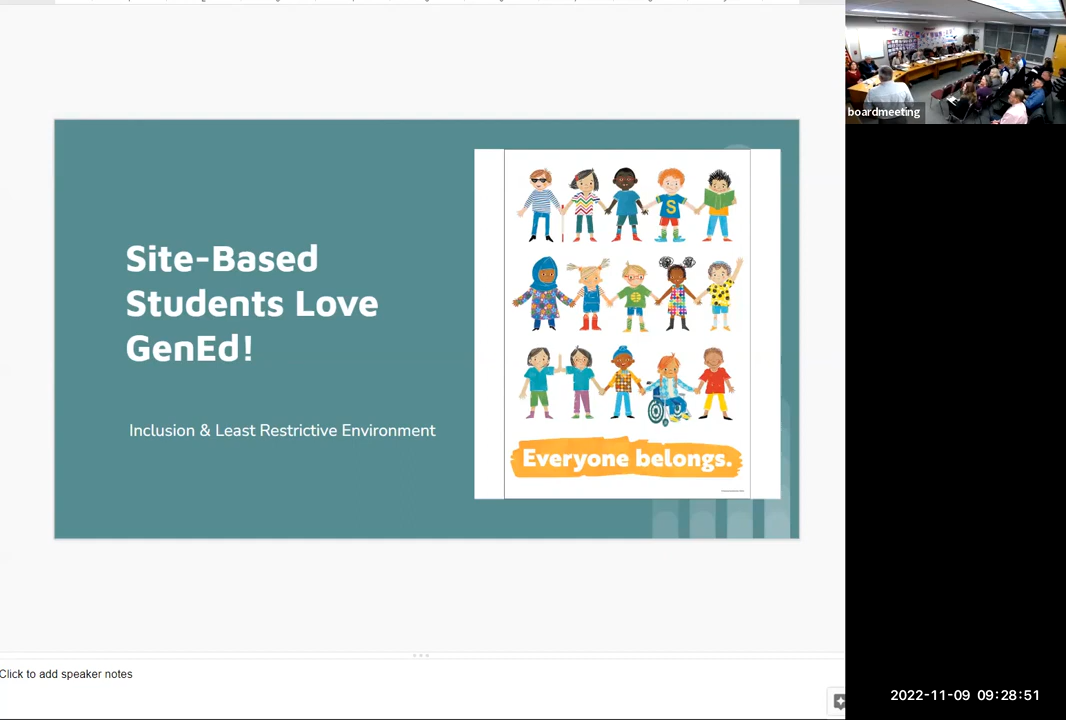 boardmeeting
Site-Based
Students Love
GenEd!
Inclusion & Least Restrictive Environment
S
Everyone belongs.
Click to add speaker notes
2022-11-09 09:28:51